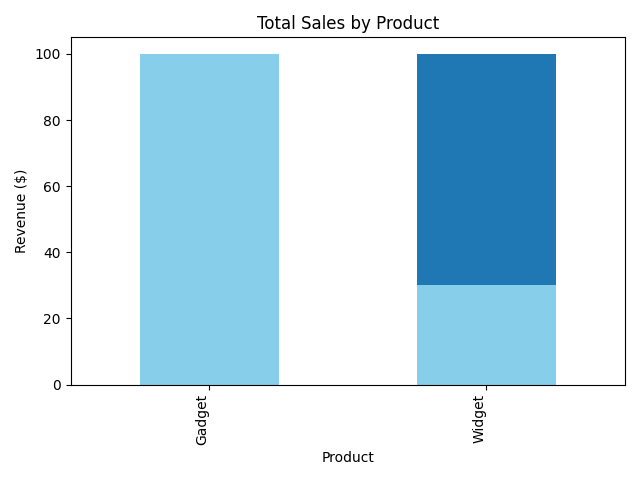 Total Sales by Product
Revenue ($)
100
80
60
40
20
0
Gadget
Widget
Product